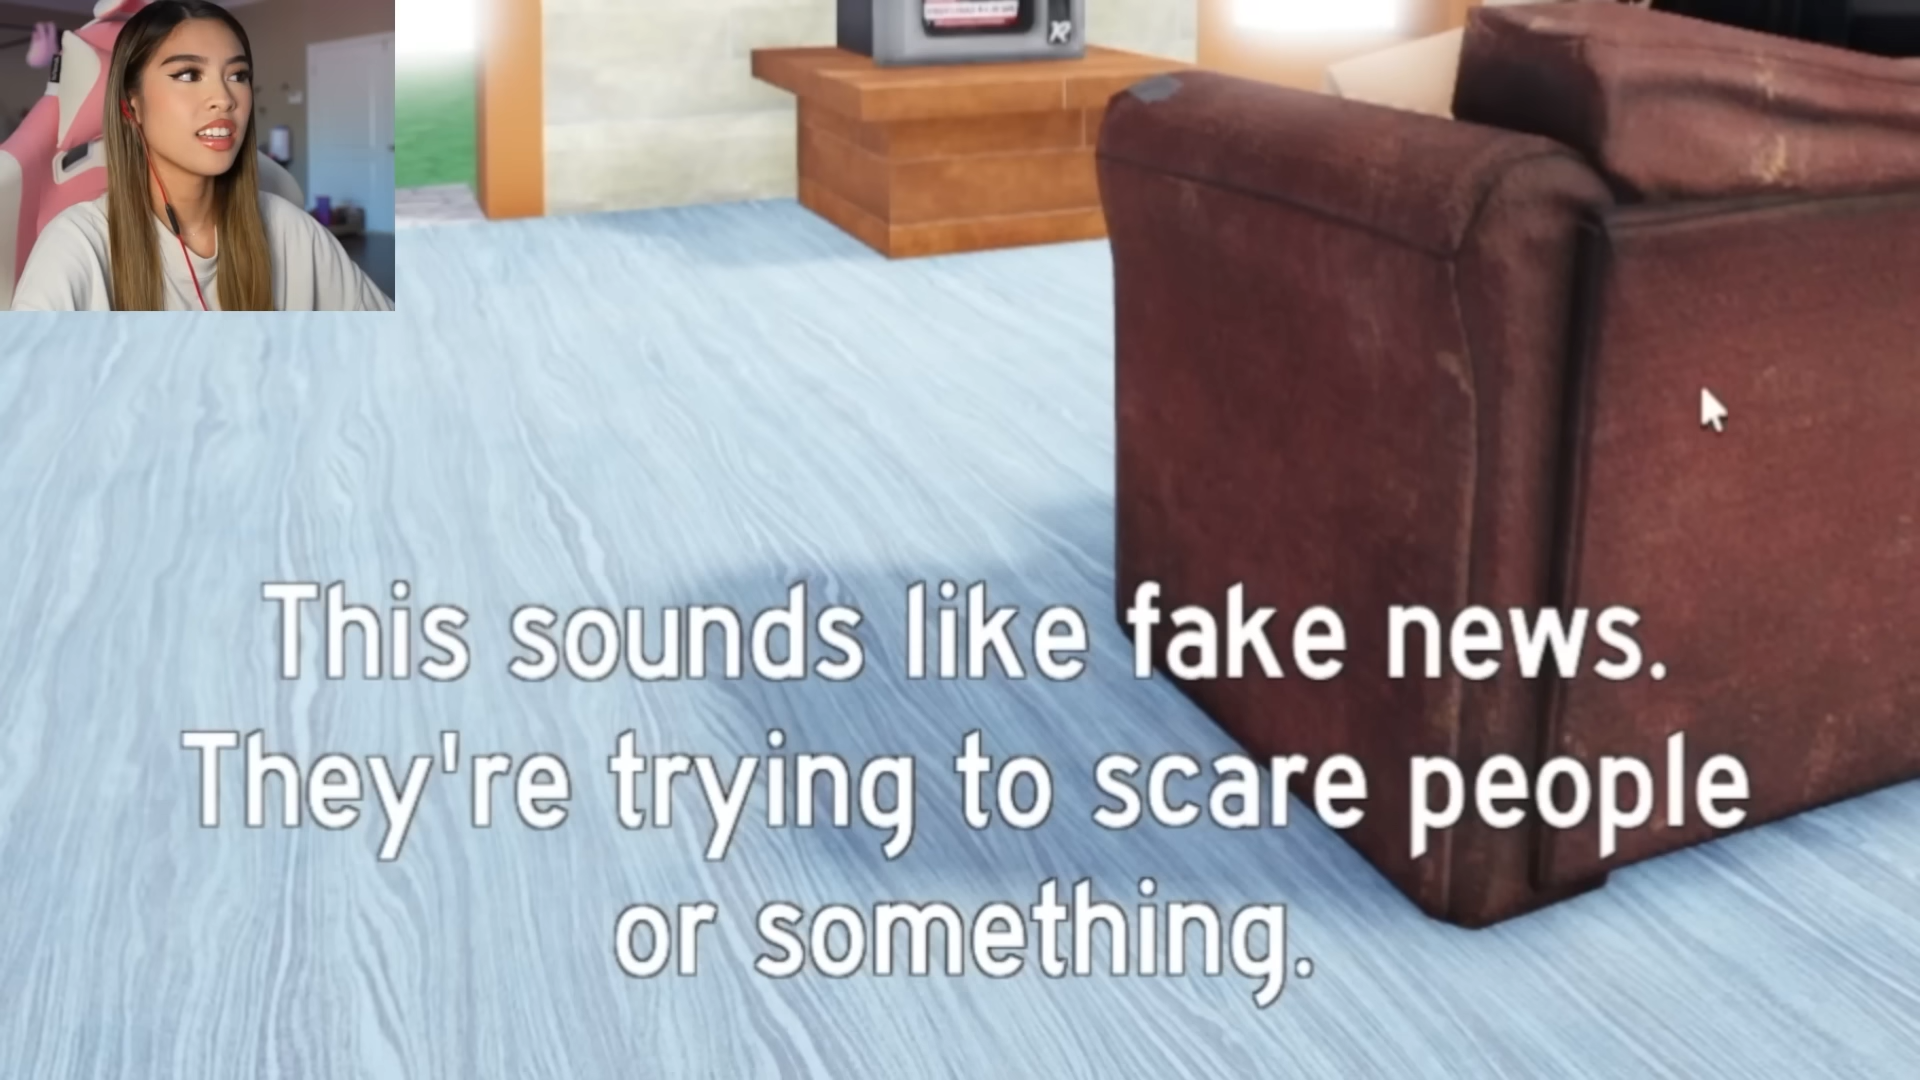 This sounds like fake news.
They're trying to scare people
or something.